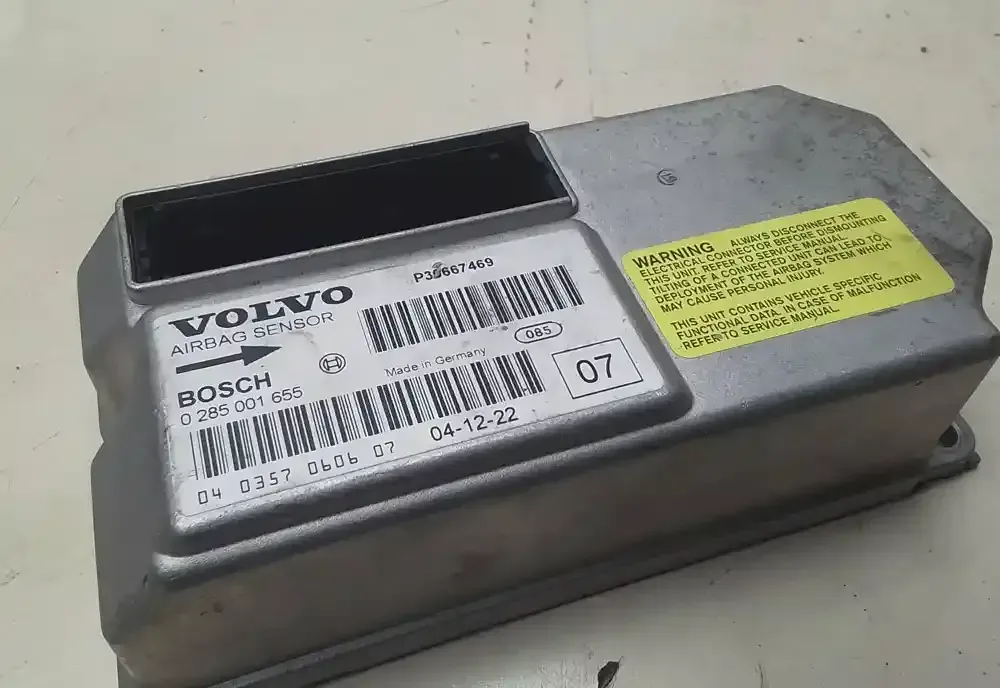 VOLVO
AIRBAG SENSOR
P30667469
085
Made in Germany
BOSCH
0 285 001 655
07
04-12-22
04 0357 0606 07
WARNING ALWAYS DISCONNECT THE
ELECTRICAL CONNECTOR BEFORE DISMOUNTING
THIS UNIT. REFER TO SERVICE MANUAL.
TILTING OF A CONNECTED UNIT CAN LEAD TO
DEPLOYMENT OF THE AIRBAG SYSTEM WHICH
MAY CAUSE PERSONAL INJURY.
THIS UNIT CONTAINS VEHICLE SPECIFIC
FUNCTIONAL DATA. IN CASE OF MALFUNCTION
REFER TO SERVICE MANUAL.